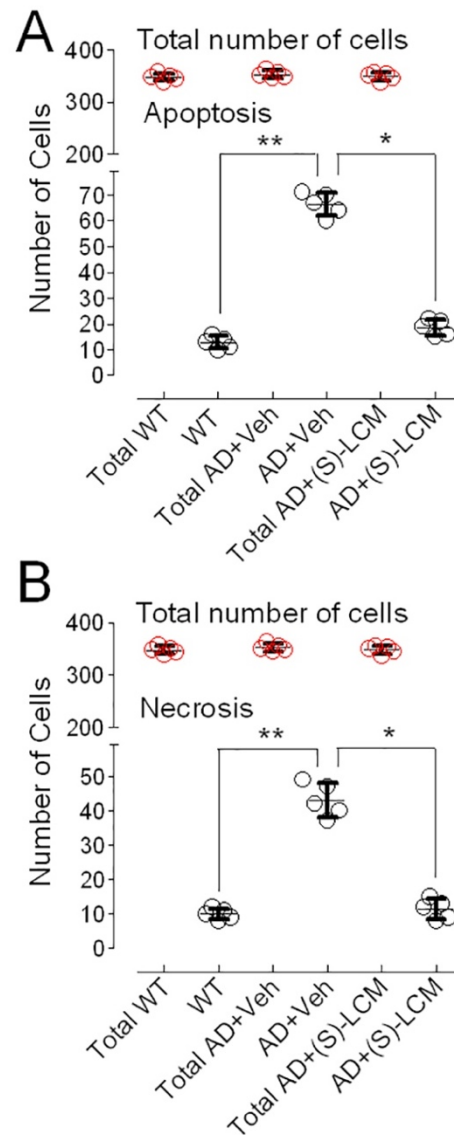 A
Total number of cells
400
300
200
Apoptosis
** *
70
60
50
40
30
20
10
0
Number of Cells
Total WT
WT
Total AD+Veh
AD+Veh
Total AD+(S)-LCM
AD+(S)-LCM
B
Total number of cells
400
300
200
Necrosis
** *
50
40
30
20
10
0
Number of Cells
Total WT
WT
Total AD+Veh
AD+Veh
Total AD+(S)-LCM
AD+(S)-LCM